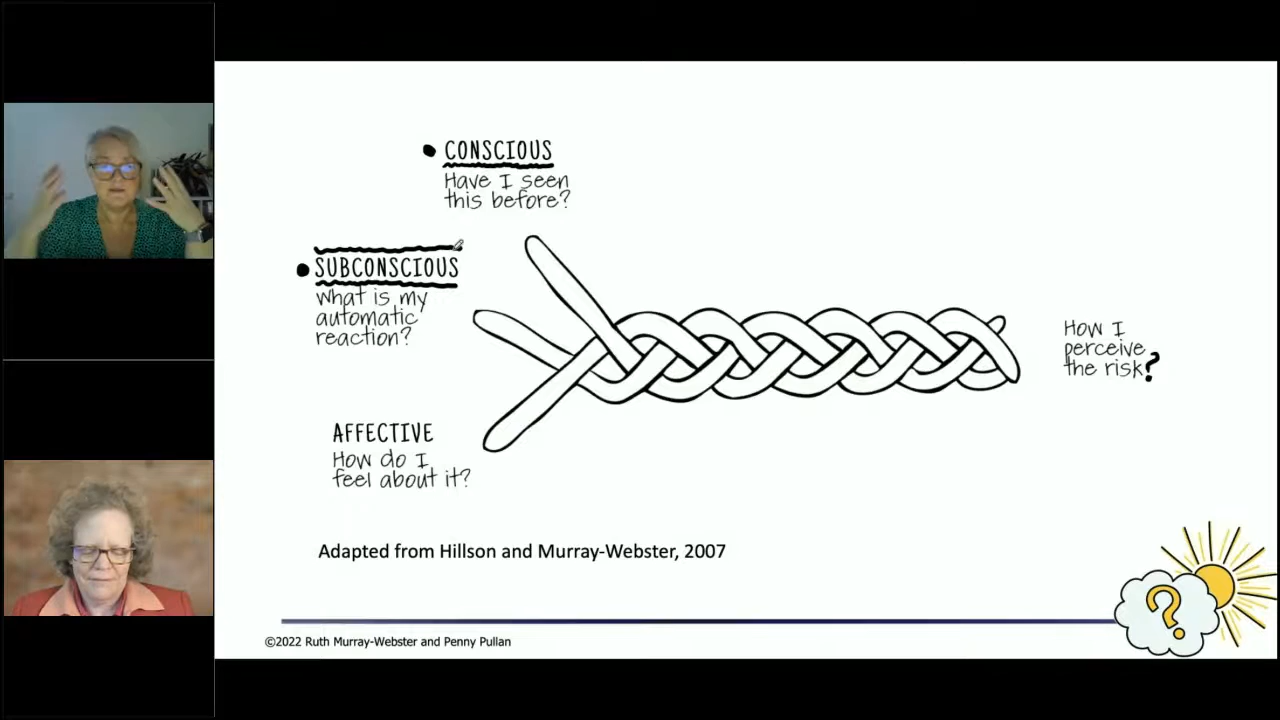 CONSCIOUS
Have I seen
this before?
SUBCONSCIOUS
What is my
automatic
reaction?
AFFECTIVE
How do I
feel about it?
How I
perceive
the risk?
Adapted from Hillson and Murray-Webster, 2007
©2022 Ruth Murray-Webster and Penny Pullan
?